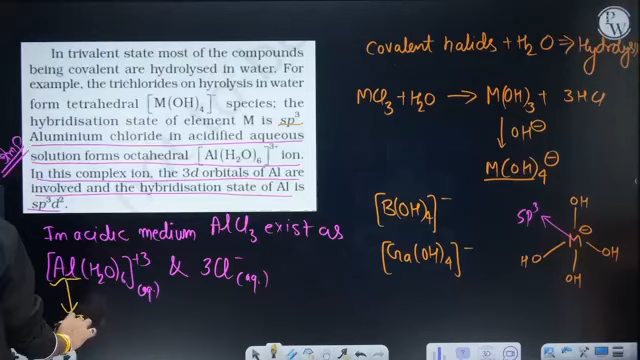 In trivalent state most of the compounds
being covalent are hydrolysed in water. For
example, the trichlorides on hyrolysis in water
form tetrahedral [M(OH)₄]⁻ species; the
hybridisation state of element M is sp³.
Aluminium chloride in acidified aqueous
solution forms octahedral [Al(H₂O)₆]³⁺ ion.
In this complex ion, the 3d orbitals of Al are
involved and the hybridisation state of Al is
sp³d².
Imp
In acidic medium AlCl₃ exist as
[Al(H₂O)₆]⁺³(aq.) & 3Cl⁻(aq.)
covalent halids + H₂O ⇒ Hydrolysis
MCl₃ + H₂O → M(OH)₃ + 3HCl
↓ OH⊖
M(OH)₄⊖
[B(OH)₄]⁻
[Ga(OH)₄]⁻
sp³
OH
M⊖
HO
OH
OH
P
W